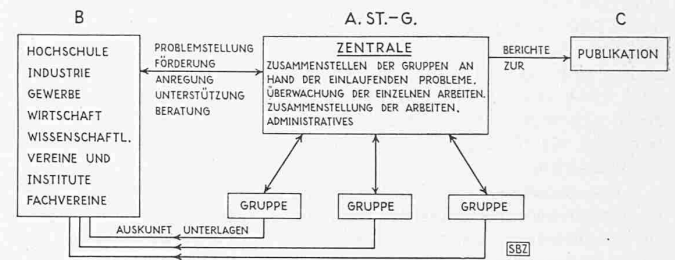 B
A. ST.–G.
C
HOCHSCHULE
INDUSTRIE
GEWERBE
WIRTSCHAFT
WISSENSCHAFTL.
VEREINE UND
INSTITUTE
FACHVEREINE
PROBLEMSTELLUNG
FÖRDERUNG
ANREGUNG
UNTERSTÜTZUNG
BERATUNG
ZENTRALE
ZUSAMMENSTELLEN DER GRUPPEN AN
HAND DER EINLAUFENDEN PROBLEME.
ÜBERWACHUNG DER EINZELNEN ARBEITEN.
ZUSAMMENSTELLUNG DER ARBEITEN.
ADMINISTRATIVES
BERICHTE
ZUR
PUBLIKATION
GRUPPE
GRUPPE
GRUPPE
AUSKUNFT UNTERLAGEN
SBZ